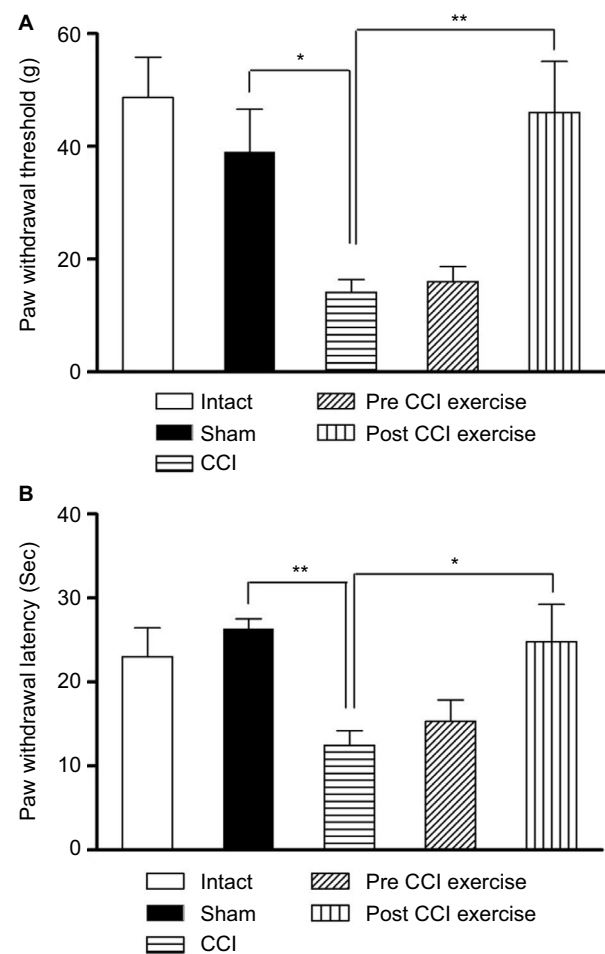 A
Paw withdrawal threshold (g)
60
40
20
0
*
**
Intact
Pre CCI exercise
Sham
Post CCI exercise
CCI
B
Paw withdrawal latency (Sec)
40
30
20
10
0
**
*
Intact
Pre CCI exercise
Sham
Post CCI exercise
CCI